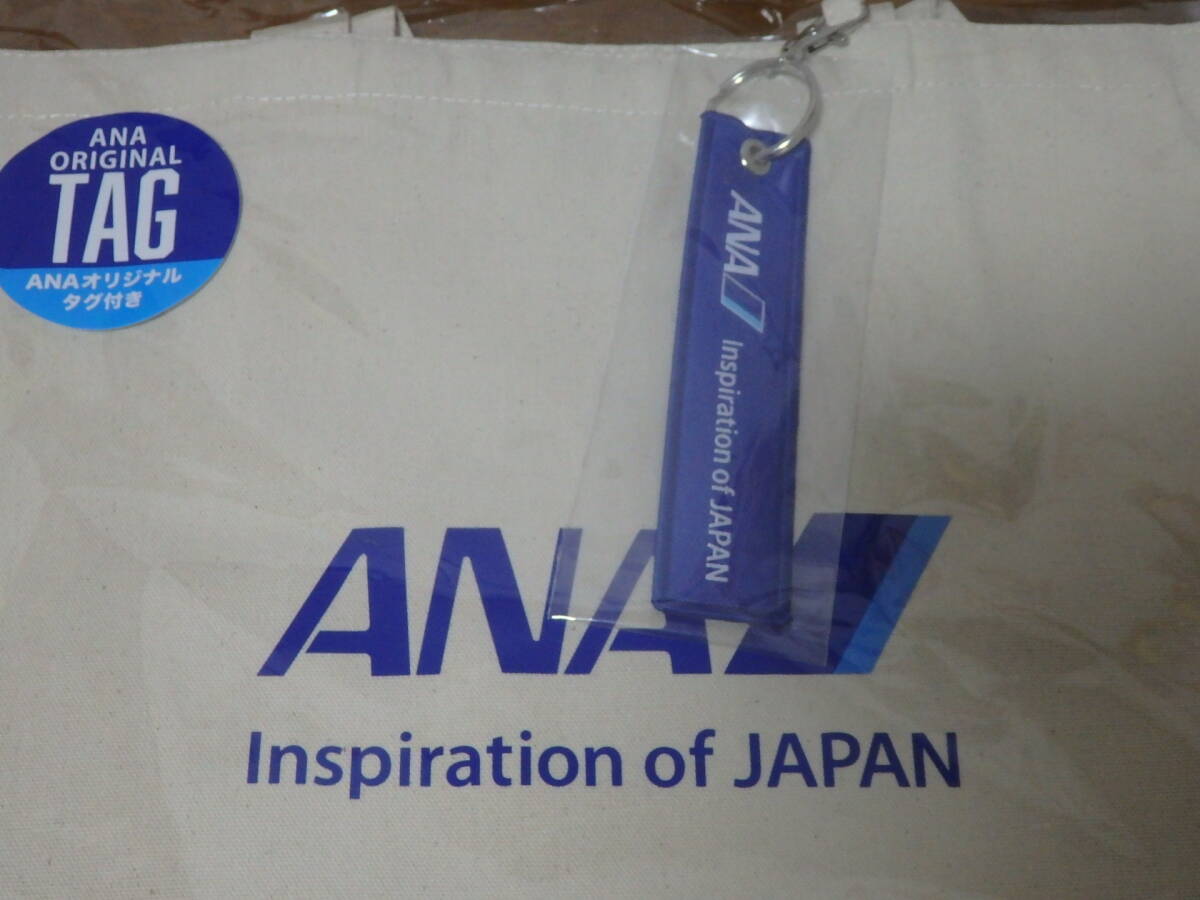 ANA
ORIGINAL
TAG
ANAオリジナル
タグ付き
ANA
Inspiration of JAPAN
ANA
Inspiration of JAPAN